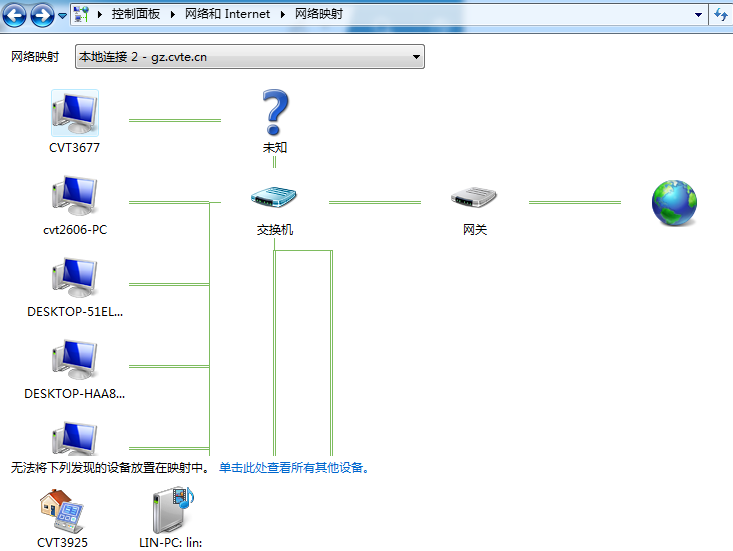 控制面板 网络和 Internet 网络映射
网络映射 本地连接 2 - gz.cvte.cn
CVT3677 未知
cvt2606-PC 交换机 网关
DESKTOP-51EL...
DESKTOP-HAA8...
无法将下列发现的设备放置在映射中。 单击此处查看所有其他设备。
CVT3925 LIN-PC: lin: